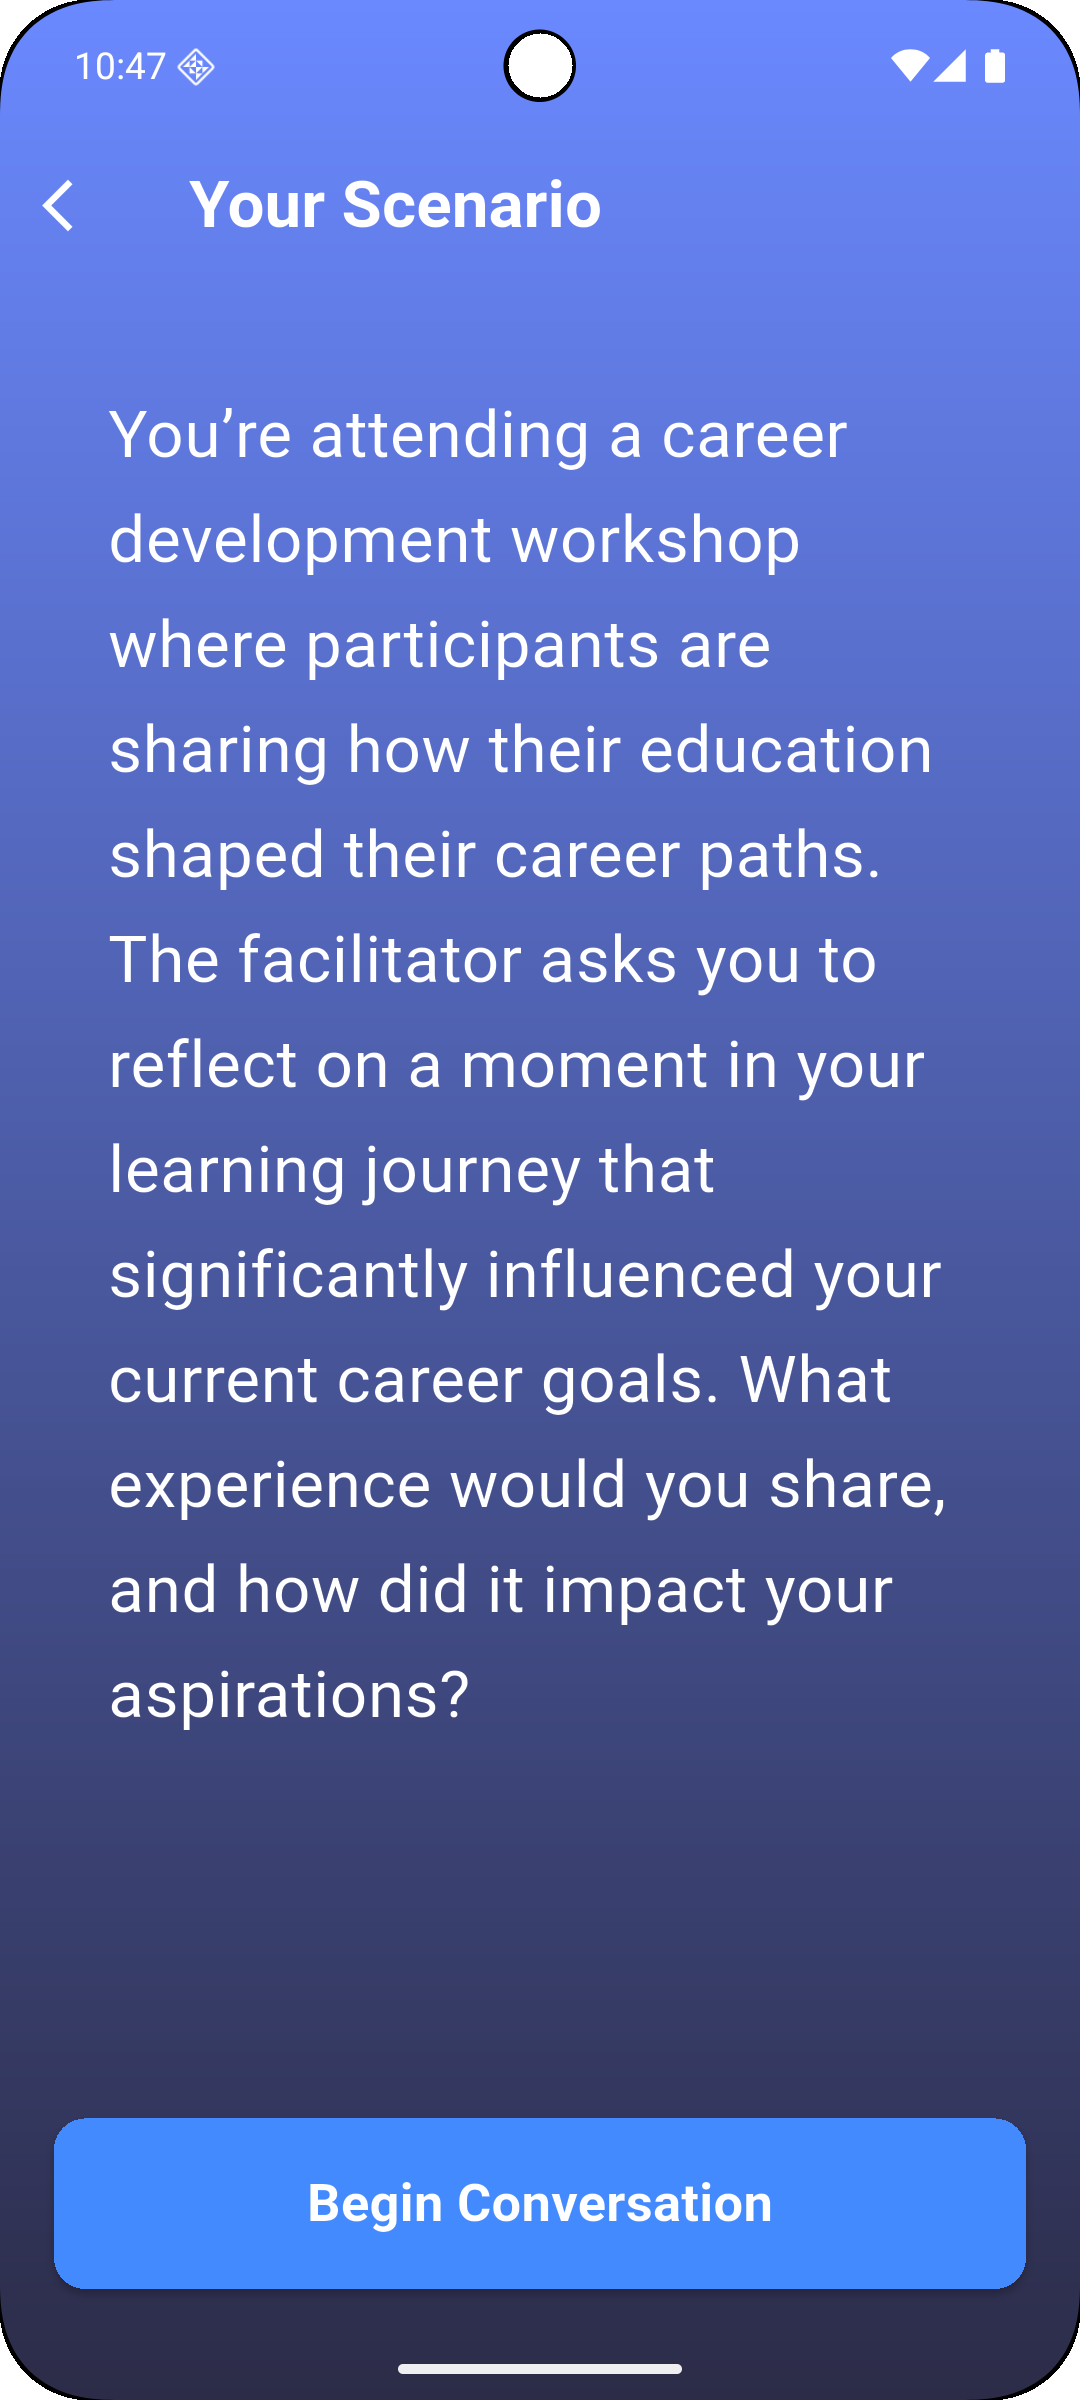 10:47
Your Scenario
You’re attending a career
development workshop
where participants are
sharing how their education
shaped their career paths.
The facilitator asks you to
reflect on a moment in your
learning journey that
significantly influenced your
current career goals. What
experience would you share,
and how did it impact your
aspirations?
Begin Conversation